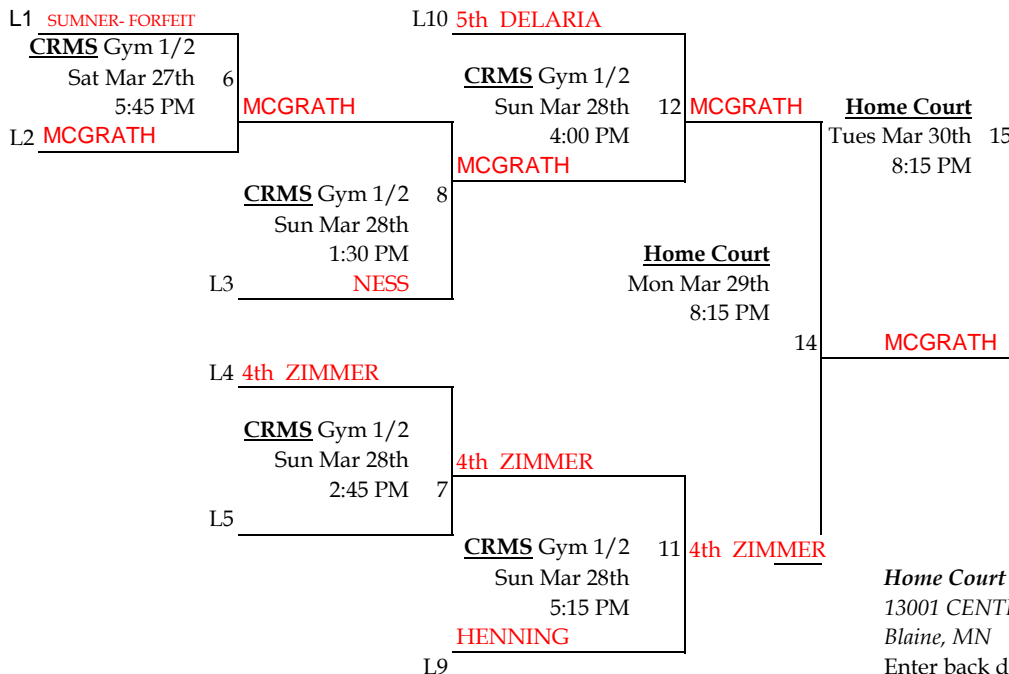 L1 SUMNER- FORFEIT
CRMS Gym 1/2
Sat Mar 27th 6
5:45 PM
L2 MCGRATH
MCGRATH
CRMS Gym 1/2 8
Sun Mar 28th
1:30 PM
L3 NESS
L10 5th DELARIA
CRMS Gym 1/2
Sun Mar 28th 12
4:00 PM
MCGRATH
MCGRATH
Home Court
Tues Mar 30th 15
8:15 PM
Home Court
Mon Mar 29th
8:15 PM
14 MCGRATH
L4 4th ZIMMER
CRMS Gym 1/2
Sun Mar 28th
2:45 PM 7
L5
4th ZIMMER
CRMS Gym 1/2 11
Sun Mar 28th
5:15 PM
HENNING
L9
4th ZIMMER
Home Court
13001
Blaine, MN
Enter back